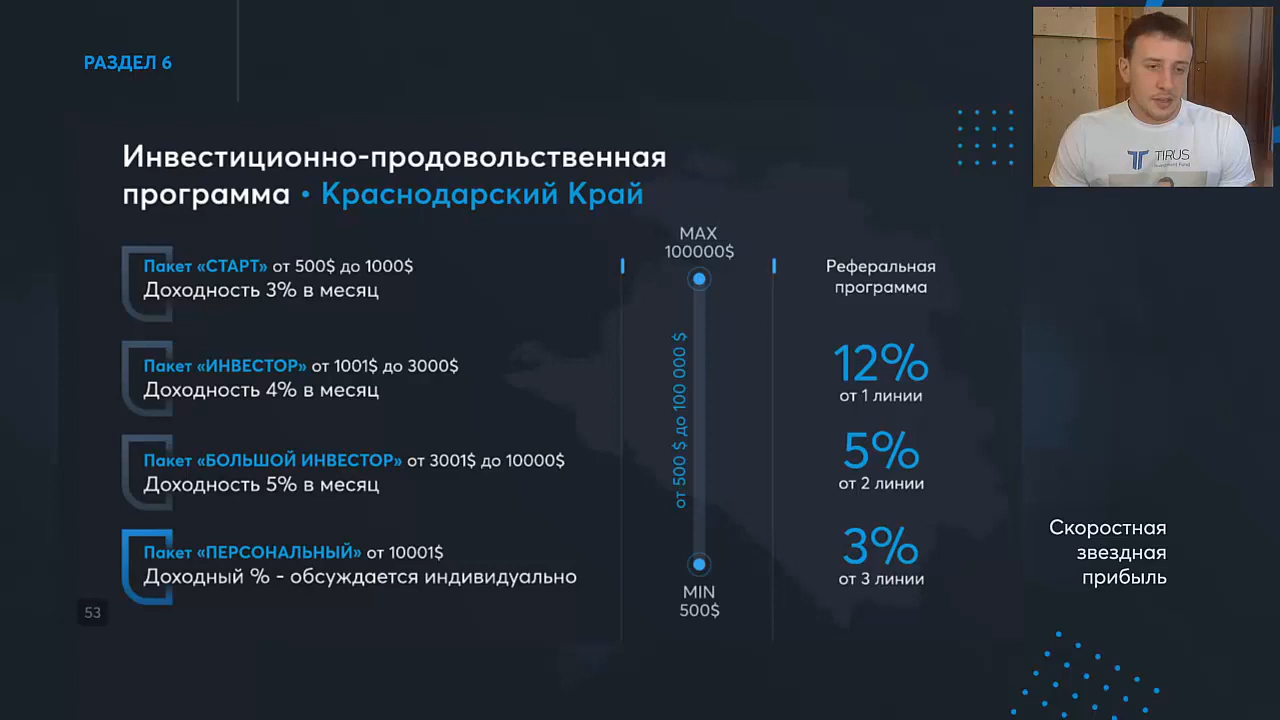 РАЗДЕЛ 6
Инвестиционно-продовольственная
программа • Краснодарский Край
Пакет «СТАРТ» от 500$ до 1000$
Доходность 3% в месяц
Пакет «ИНВЕСТОР» от 1001$ до 3000$
Доходность 4% в месяц
Пакет «БОЛЬШОЙ ИНВЕСТОР» от 3001$ до 10000$
Доходность 5% в месяц
Пакет «ПЕРСОНАЛЬНЫЙ» от 10001$
Доходный % - обсуждается индивидуально
53
MAX
100000$
от 500 $ до 100 000 $
MIN
500$
Реферальная
программа
12%
от 1 линии
5%
от 2 линии
3%
от 3 линии
Скоростная
звездная
прибыль
TIRUS